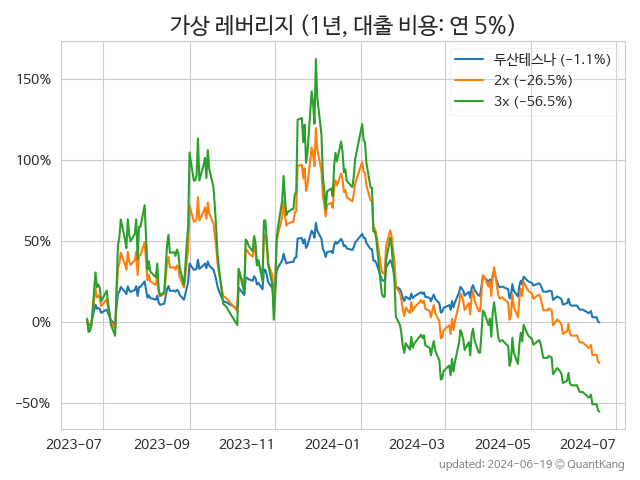 가상 레버리지 (1년, 대출 비용: 연 5%)
두산테스나 (-1.1%)
2x (-26.5%)
3x (-56.5%)
150%
100%
50%
0%
-50%
2023-07 2023-09 2023-11 2024-01 2024-03 2024-05 2024-07
updated: 2024-06-19 © QuantKang